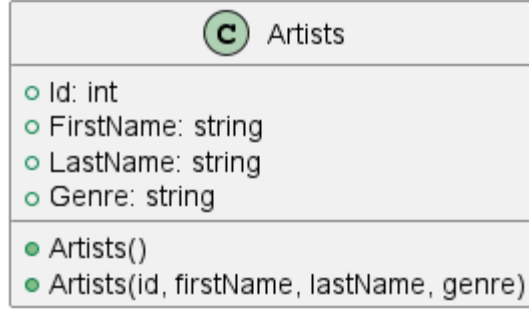 C Artists
Id: int
FirstName: string
LastName: string
Genre: string
Artists()
Artists(id, firstName, lastName, genre)